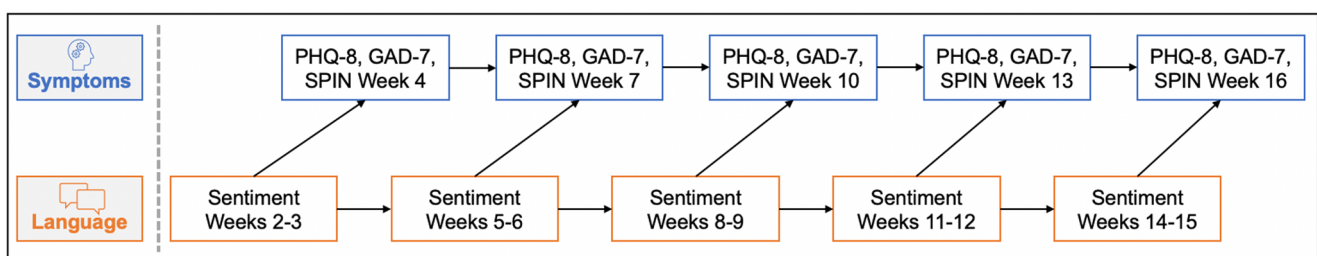 Symptoms
PHQ-8, GAD-7,
SPIN Week 4
PHQ-8, GAD-7,
SPIN Week 7
PHQ-8, GAD-7,
SPIN Week 10
PHQ-8, GAD-7,
SPIN Week 13
PHQ-8, GAD-7,
SPIN Week 16
Language
Sentiment
Weeks 2-3
Sentiment
Weeks 5-6
Sentiment
Weeks 8-9
Sentiment
Weeks 11-12
Sentiment
Weeks 14-15